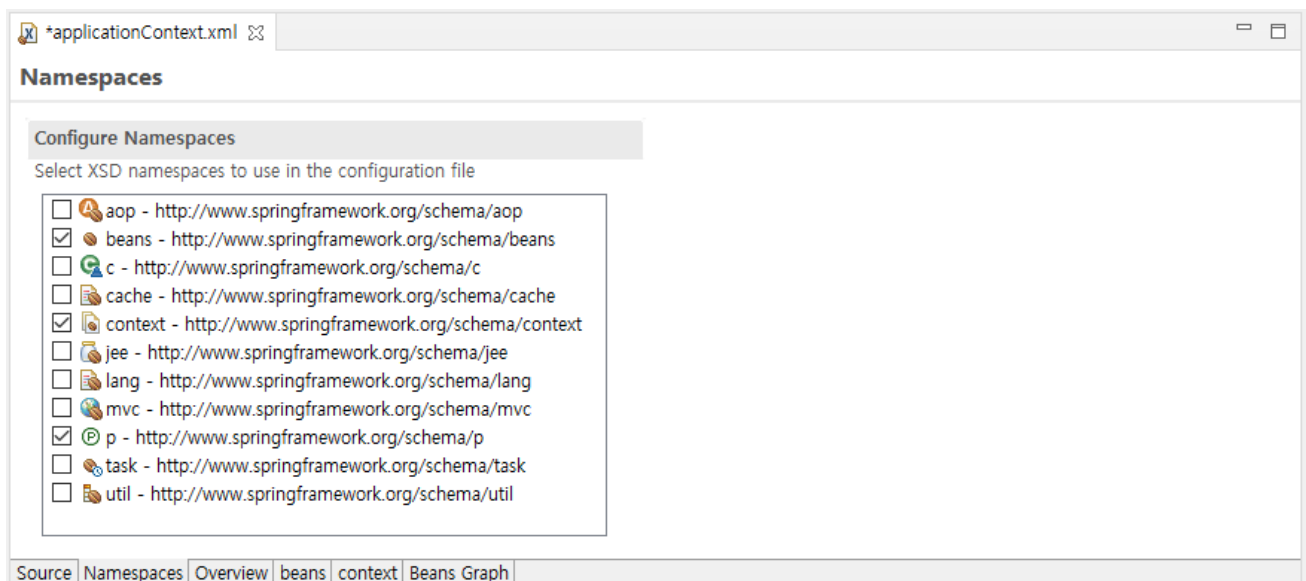 *applicationContext.xml
Namespaces
Configure Namespaces
Select XSD namespaces to use in the configuration file
aop - http://www.springframework.org/schema/aop
beans - http://www.springframework.org/schema/beans
c - http://www.springframework.org/schema/c
cache - http://www.springframework.org/schema/cache
context - http://www.springframework.org/schema/context
jee - http://www.springframework.org/schema/jee
lang - http://www.springframework.org/schema/lang
mvc - http://www.springframework.org/schema/mvc
p - http://www.springframework.org/schema/p
task - http://www.springframework.org/schema/task
util - http://www.springframework.org/schema/util
Source Namespaces Overview beans context Beans Graph